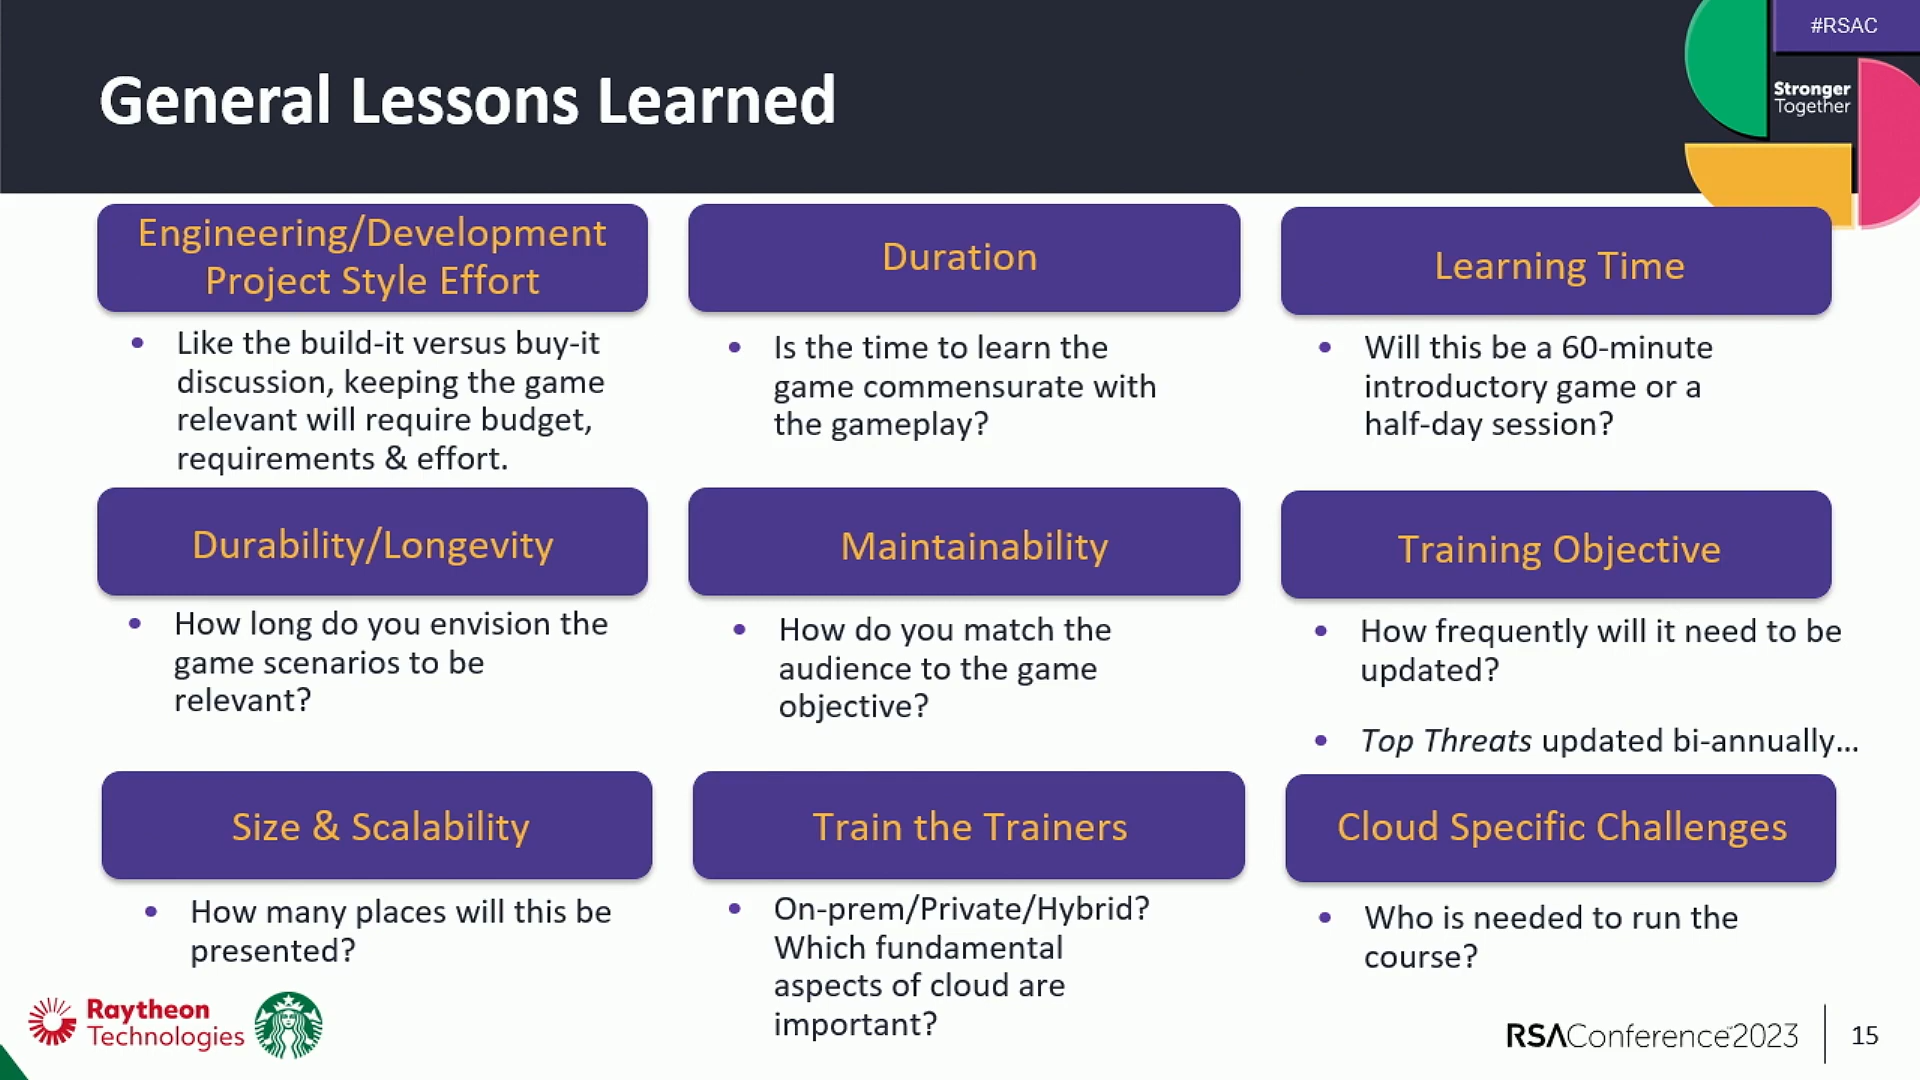 #RSAC
General Lessons Learned
Stronger
Together
Engineering/Development
Project Style Effort
Like the build-it versus buy-it
discussion, keeping the game
relevant will require budget,
requirements & effort.
Duration
Is the time to learn the
game commensurate with
the gameplay?
Learning Time
Will this be a 60-minute
introductory game or a
half-day session?
Durability/Longevity
How long do you envision the
game scenarios to be
relevant?
Maintainability
How do you match the
audience to the game
objective?
Training Objective
How frequently will it need to be
updated?
Top Threats updated bi-annually...
Size & Scalability
How many places will this be
presented?
Train the Trainers
On-prem/Private/Hybrid?
Which fundamental
aspects of cloud are
important?
Cloud Specific Challenges
Who is needed to run the
course?
Raytheon
Technologies
RSAConference™2023
15